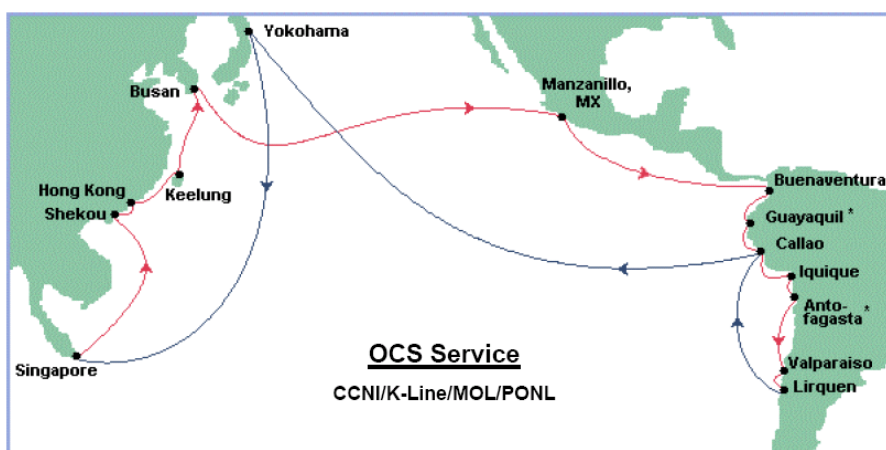 Yokohama
Busan
Manzanillo,
MX
Hong Kong
Keelung
Shekou
Buenaventura
Guayaquil *
Callao
Iquique
Anto-
fagasta *
Singapore
OCS Service
Valparaiso
Lirquen
CCNI/K-Line/MOL/PONL